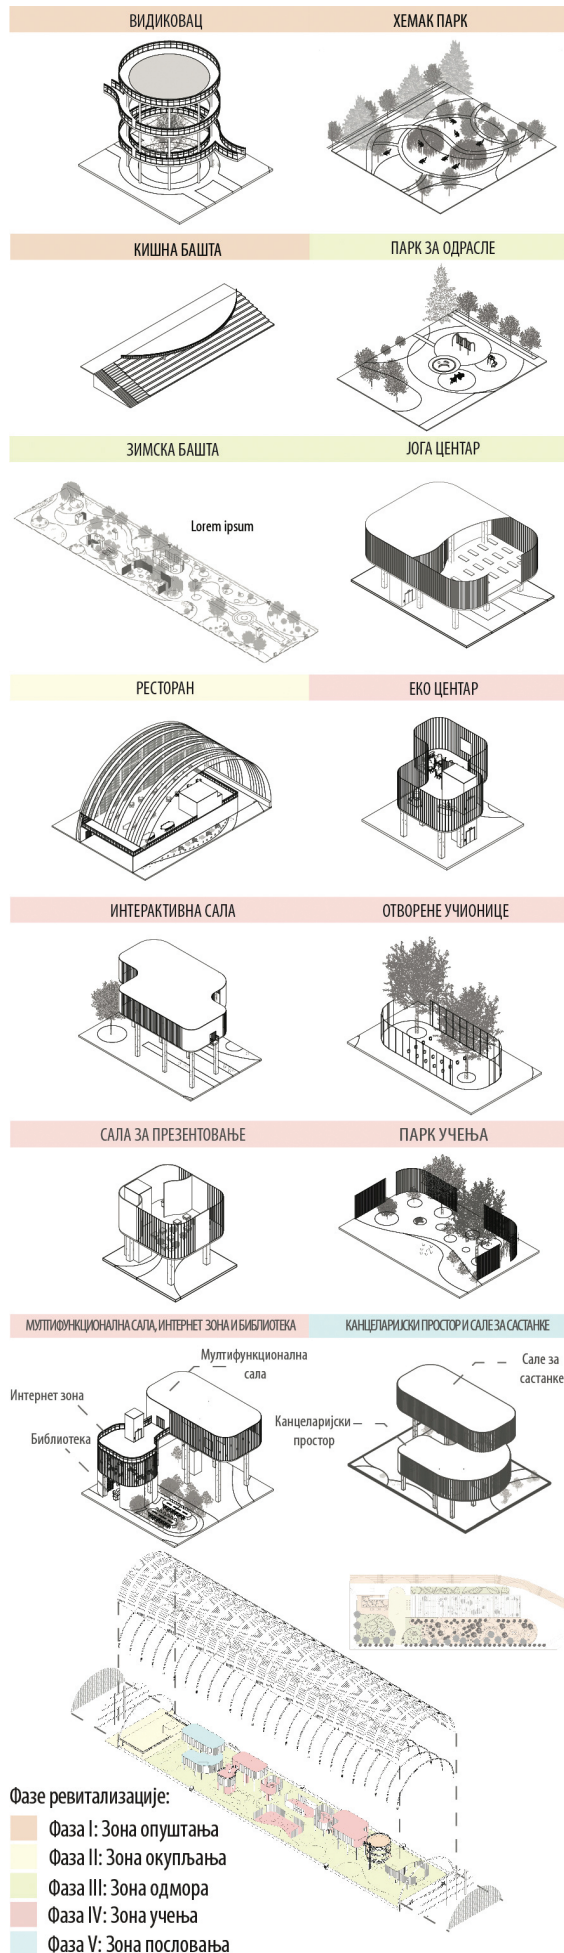 ВИДИКОВАЦ
ХЕМАК ПАРК
КИШНА БАШТА
ПАРК ЗА ОДРАСЛЕ
ЗИМСКА БАШТА
ЈОГА ЦЕНТАР
Lorem ipsum
РЕСТОРАН
ЕКО ЦЕНТАР
ИНТЕРАКТИВНА САЛА
ОТВОРЕНЕ УЧИОНИЦЕ
САЛА ЗА ПРЕЗЕНТОВАЊЕ
ПАРК УЧЕЊА
МУЛТИФУНКЦИОНАЛНА САЛА, ИНТЕРНЕТ ЗОНА И БИБЛИОТЕКА
КАНЦЕЛАРИЈСКИ ПРОСТОР И САЛЕ ЗА САСТАНКЕ
Мултифункционална
сала
Интернет зона
Библиотека
Сале за
састанке
Канцеларијски
простор
Фазе ревитализације:
Фаза I: Зона опуштања
Фаза II: Зона окупљања
Фаза III: Зона одмора
Фаза IV: Зона учења
Фаза V: Зона пословања